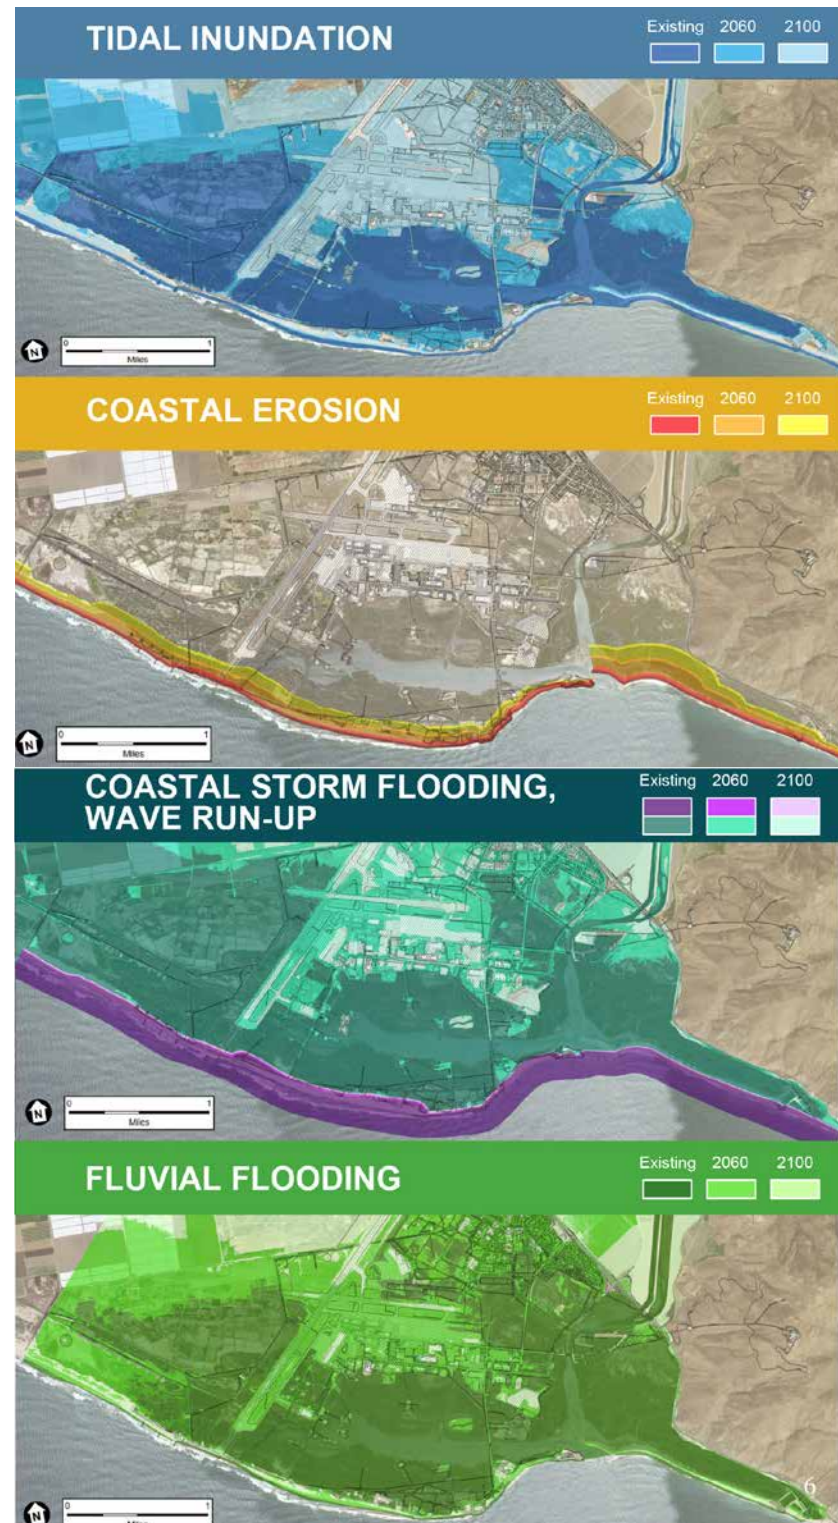 TIDAL INUNDATION
Existing 2060 2100
N
0 1
Miles
COASTAL EROSION
Existing 2060 2100
N
0 1
Miles
COASTAL STORM FLOODING,
WAVE RUN-UP
Existing 2060 2100
N
0 1
Miles
FLUVIAL FLOODING
Existing 2060 2100
6
N
0 1
Miles